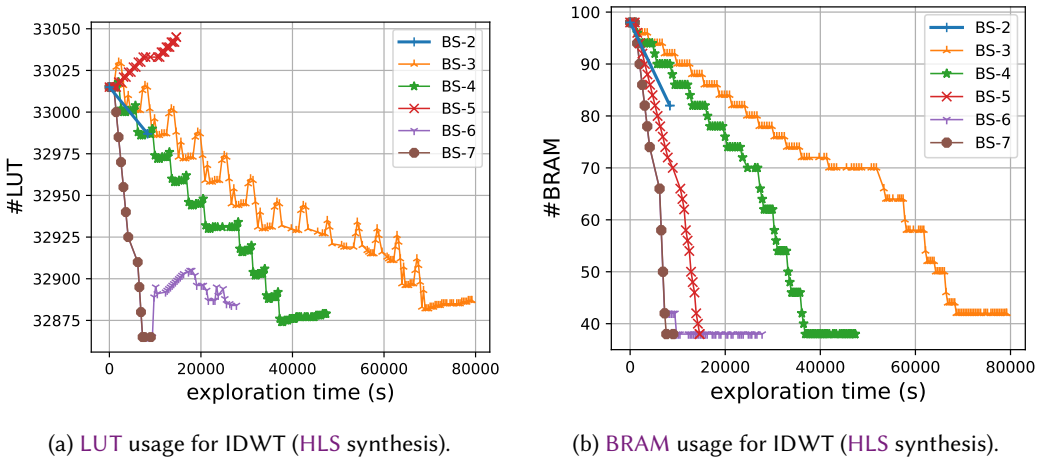 33050
33025
33000
32975
32950
32925
32900
32875
#LUT
0
20000
40000
60000
80000
exploration time (s)
BS-2
BS-3
BS-4
BS-5
BS-6
BS-7
(a) LUT usage for IDWT (HLS synthesis).
100
90
80
70
60
50
40
#BRAM
0
20000
40000
60000
80000
exploration time (s)
BS-2
BS-3
BS-4
BS-5
BS-6
BS-7
(b) BRAM usage for IDWT (HLS synthesis).